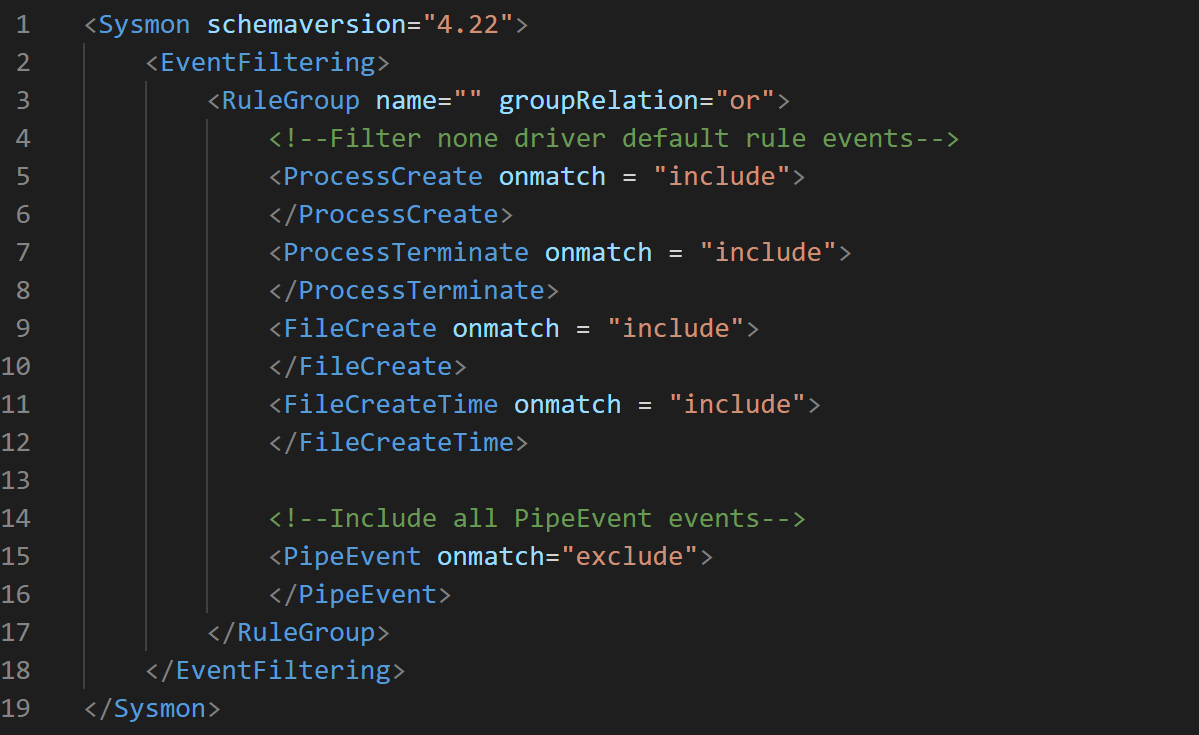 1 <Sysmon schemaversion="4.22">
2 <EventFiltering>
3 <RuleGroup name="" groupRelation="or">
4 <!--Filter none driver default rule events-->
5 <ProcessCreate onmatch = "include">
6 </ProcessCreate>
7 <ProcessTerminate onmatch = "include">
8 </ProcessTerminate>
9 <FileCreate onmatch = "include">
10 </FileCreate>
11 <FileCreateTime onmatch = "include">
12 </FileCreateTime>
13
14 <!--Include all PipeEvent events-->
15 <PipeEvent onmatch="exclude">
16 </PipeEvent>
17 </RuleGroup>
18 </EventFiltering>
19 </Sysmon>